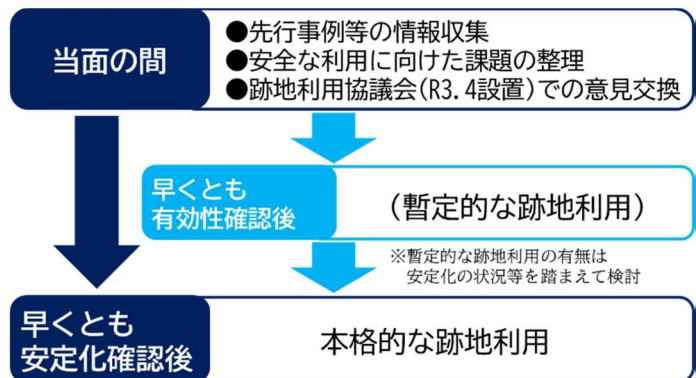 当面の間
●先行事例等の情報収集
●安全な利用に向けた課題の整理
●跡地利用協議会(R3.4設置)での意見交換
早くとも
有効性確認後
(暫定的な跡地利用)
※暫定的な跡地利用の有無は
安定化の状況等を踏まえて検討
早くとも
安定化確認後
本格的な跡地利用